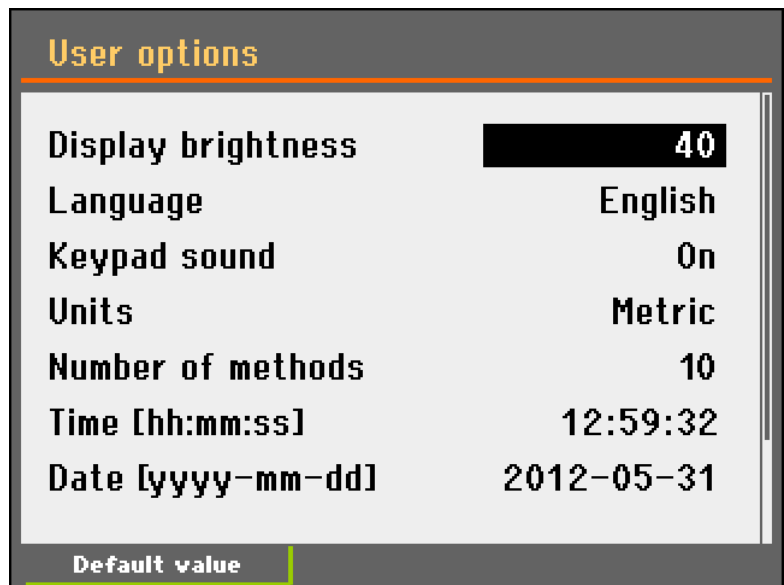 User options
Display brightness 40
Language English
Keypad sound On
Units Metric
Number of methods 10
Time [hh:mm:ss] 12:59:32
Date [yyyy-mm-dd] 2012-05-31
Default value